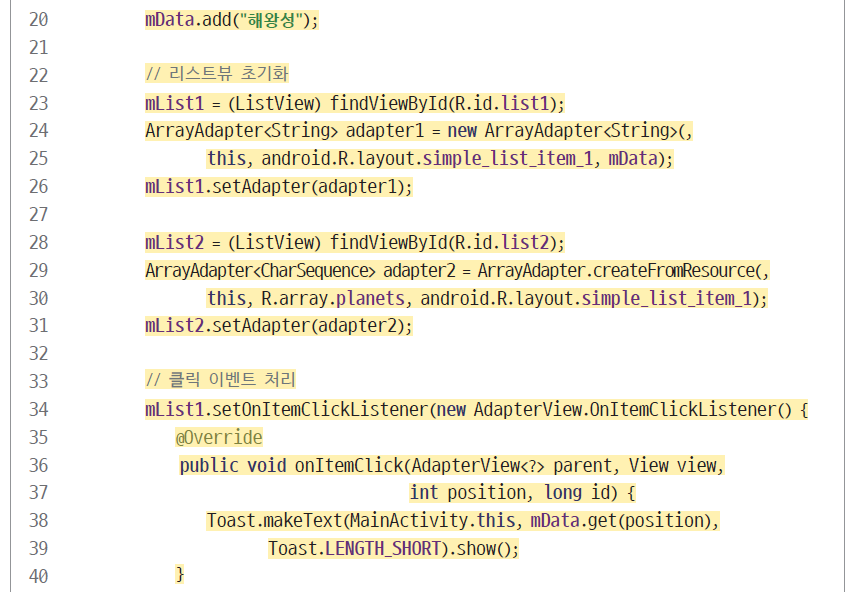 20 mData.add("해왕성");
21
22 // 리스트뷰 초기화
23 mList1 = (ListView) findViewById(R.id.list1);
24 ArrayAdapter<String> adapter1 = new ArrayAdapter<String>(,
25 this, android.R.layout.simple_list_item_1, mData);
26 mList1.setAdapter(adapter1);
27
28 mList2 = (ListView) findViewById(R.id.list2);
29 ArrayAdapter<CharSequence> adapter2 = ArrayAdapter.createFromResource(,
30 this, R.array.planets, android.R.layout.simple_list_item_1);
31 mList2.setAdapter(adapter2);
32
33 // 클릭 이벤트 처리
34 mList1.setOnItemClickListener(new AdapterView.OnItemClickListener() {
35 @Override
36 public void onItemClick(AdapterView<?> parent, View view,
37 int position, long id) {
38 Toast.makeText(MainActivity.this, mData.get(position),
39 Toast.LENGTH_SHORT).show();
40 }